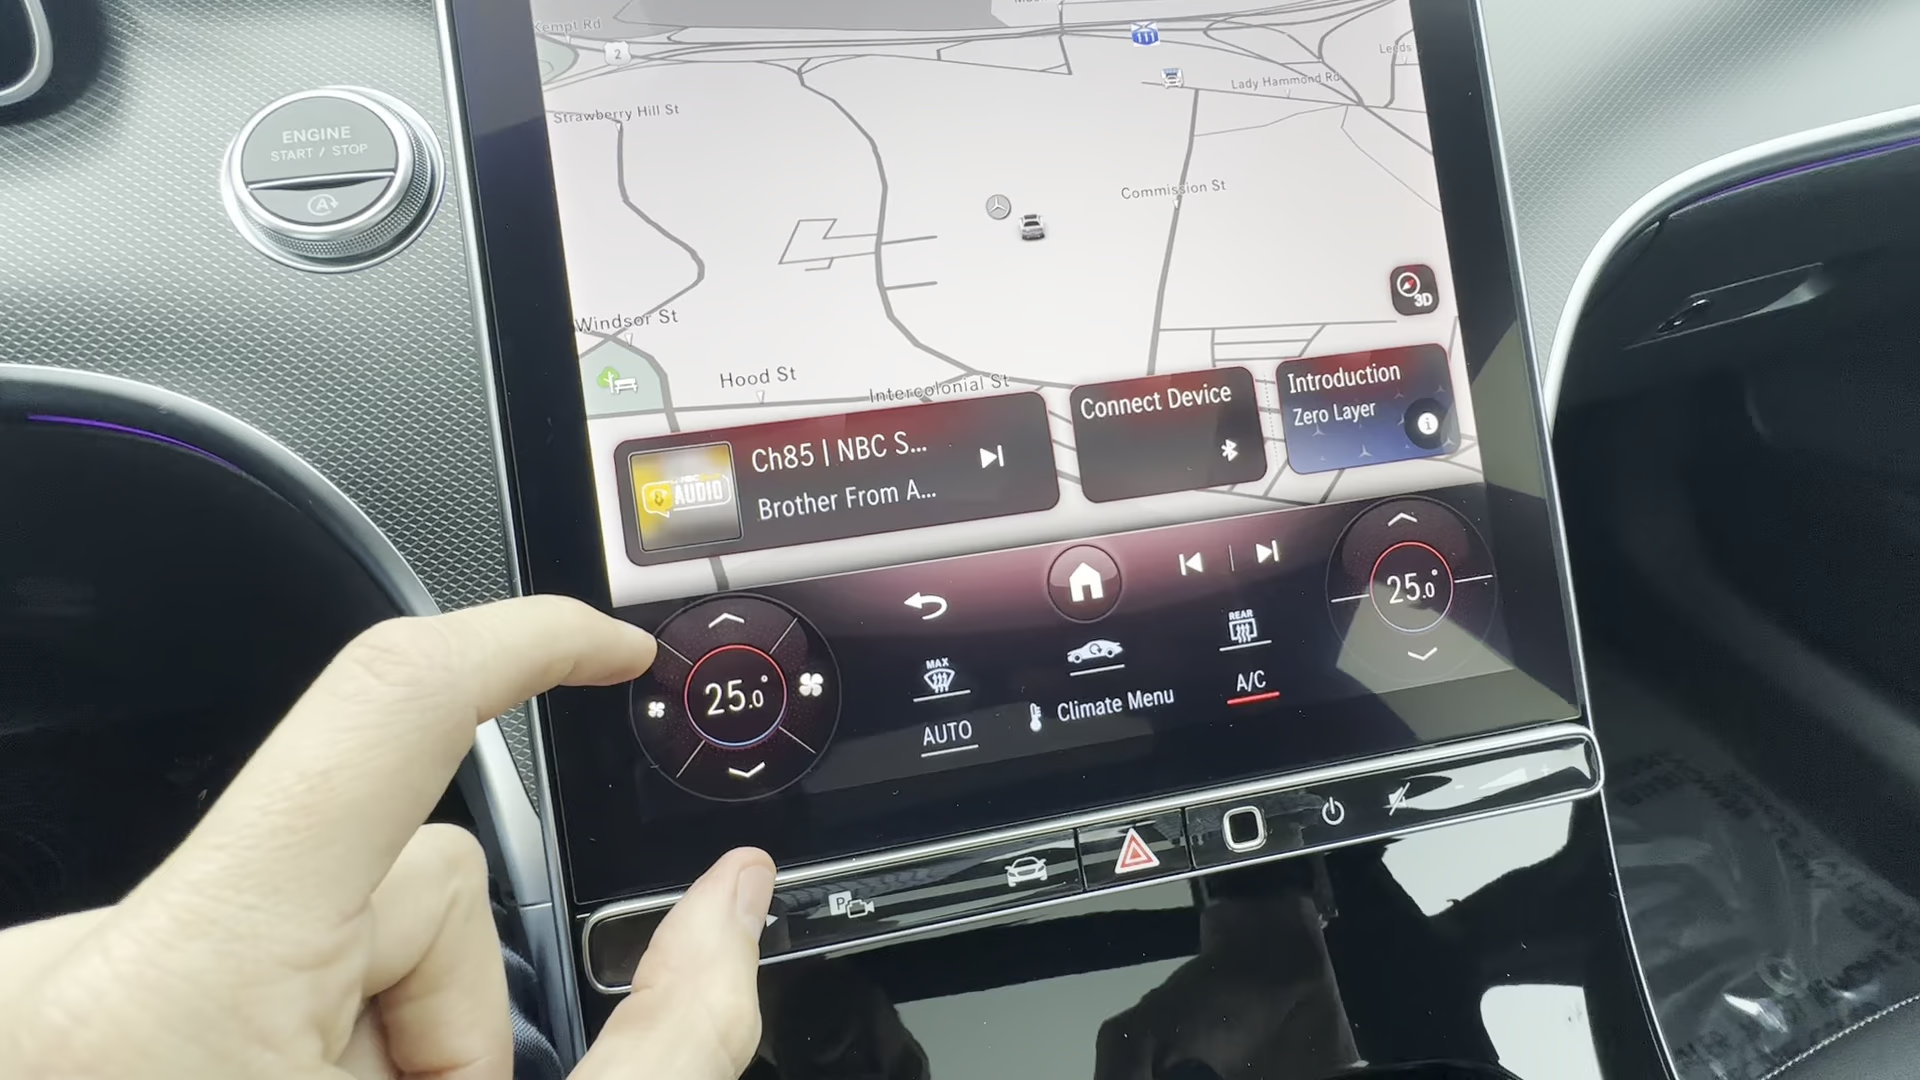 Kempt Rd
2
111
Leeds
Lady Hammond Rd
Strawberry Hill St
ENGINE
START / STOP
A
Commission St
3D
Windsor St
Hood St
Intercolonial St
Introduction
Zero Layer
Connect Device
Ch85 | NBC S...
Brother From A...
AUDIO
25.0°
REAR
MAX
25.0°
A/C
Climate Menu
AUTO
P